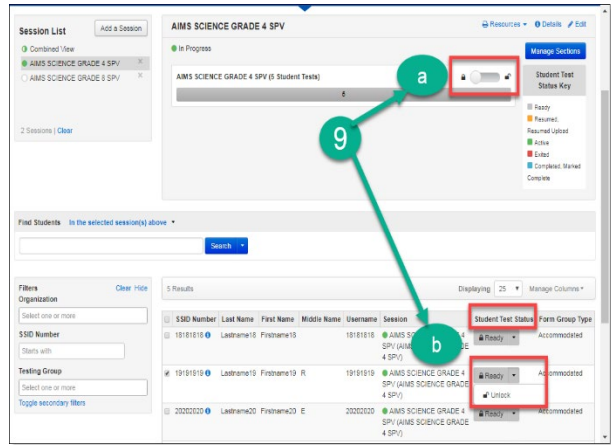 Session List
Add a Session
Combined View
AIMS SCIENCE GRADE 4 SPV X
AIMS SCIENCE GRADE 8 SPV X
2 Sessions | Clear
AIMS SCIENCE GRADE 4 SPV
Resources
Details
Edit
In Progress
Manage Sections
AIMS SCIENCE GRADE 4 SPV (5 Student Tests)
a
Student Test
Status Key
Ready
Resumed,
Resumed Upload
Active
Exited
Completed, Marked
Complete
9
Find Students In the selected session(s) above
Search
Filters
Clear Hide
Organization
Select one or more
SSID Number
Starts with
Testing Group
Select one or more
Toggle secondary filters
5 Results
Displaying 25
Manage Columns
SSID Number Last Name First Name Middle Name Username Session Student Test Status Form Group Type
18181818 Lastname18 Firstname18 18181818 AIMS SCIENCE GRADE 4
SPV (AIMS SCIENCE GRADE
4 SPV)
Ready
Accommodated
b
19191919 Lastname19 Firstname19 R 19191919 AIMS SCIENCE GRADE 4
SPV (AIMS SCIENCE GRADE
4 SPV)
Ready
Unlock
Accommodated
20202020 Lastname20 Firstname20 E 20202020 AIMS SCIENCE GRADE 4
SPV (AIMS SCIENCE GRADE
4 SPV)
Ready
Accommodated